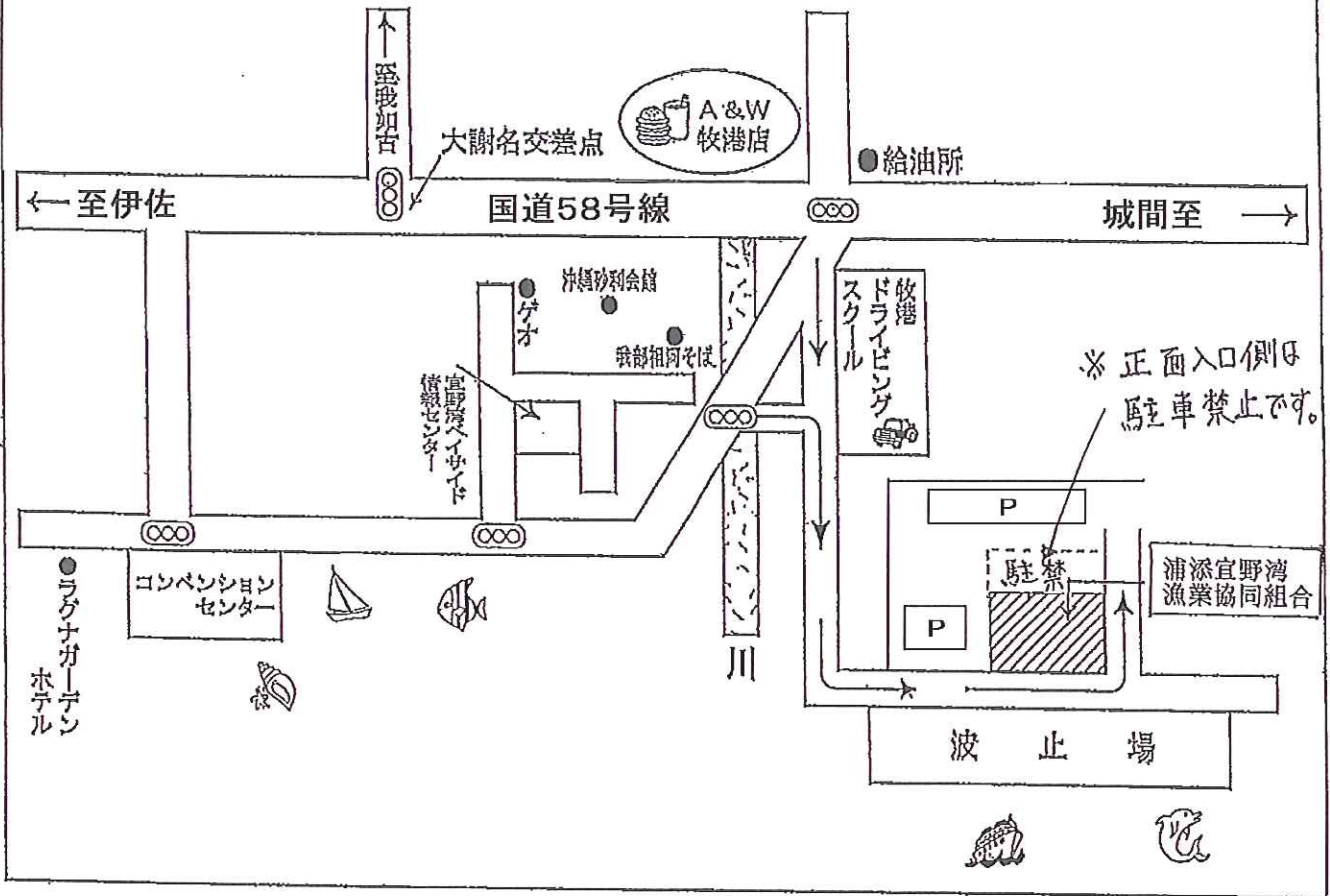 至我如古
大謝名交差点
A&W
牧港店
給油所
←至伊佐
国道58号線
城間至→
ゲオ
沖縄砂利会館
我部祖河そば
宜野湾ベイサイド
情報センター
牧港
ドライビング
スクール
※正面入口側は
駐車禁止です。
P
駐禁
P
浦添宜野湾
漁業協同組合
コンベンション
センター
ラグナガーデン
ホテル
川
波止場